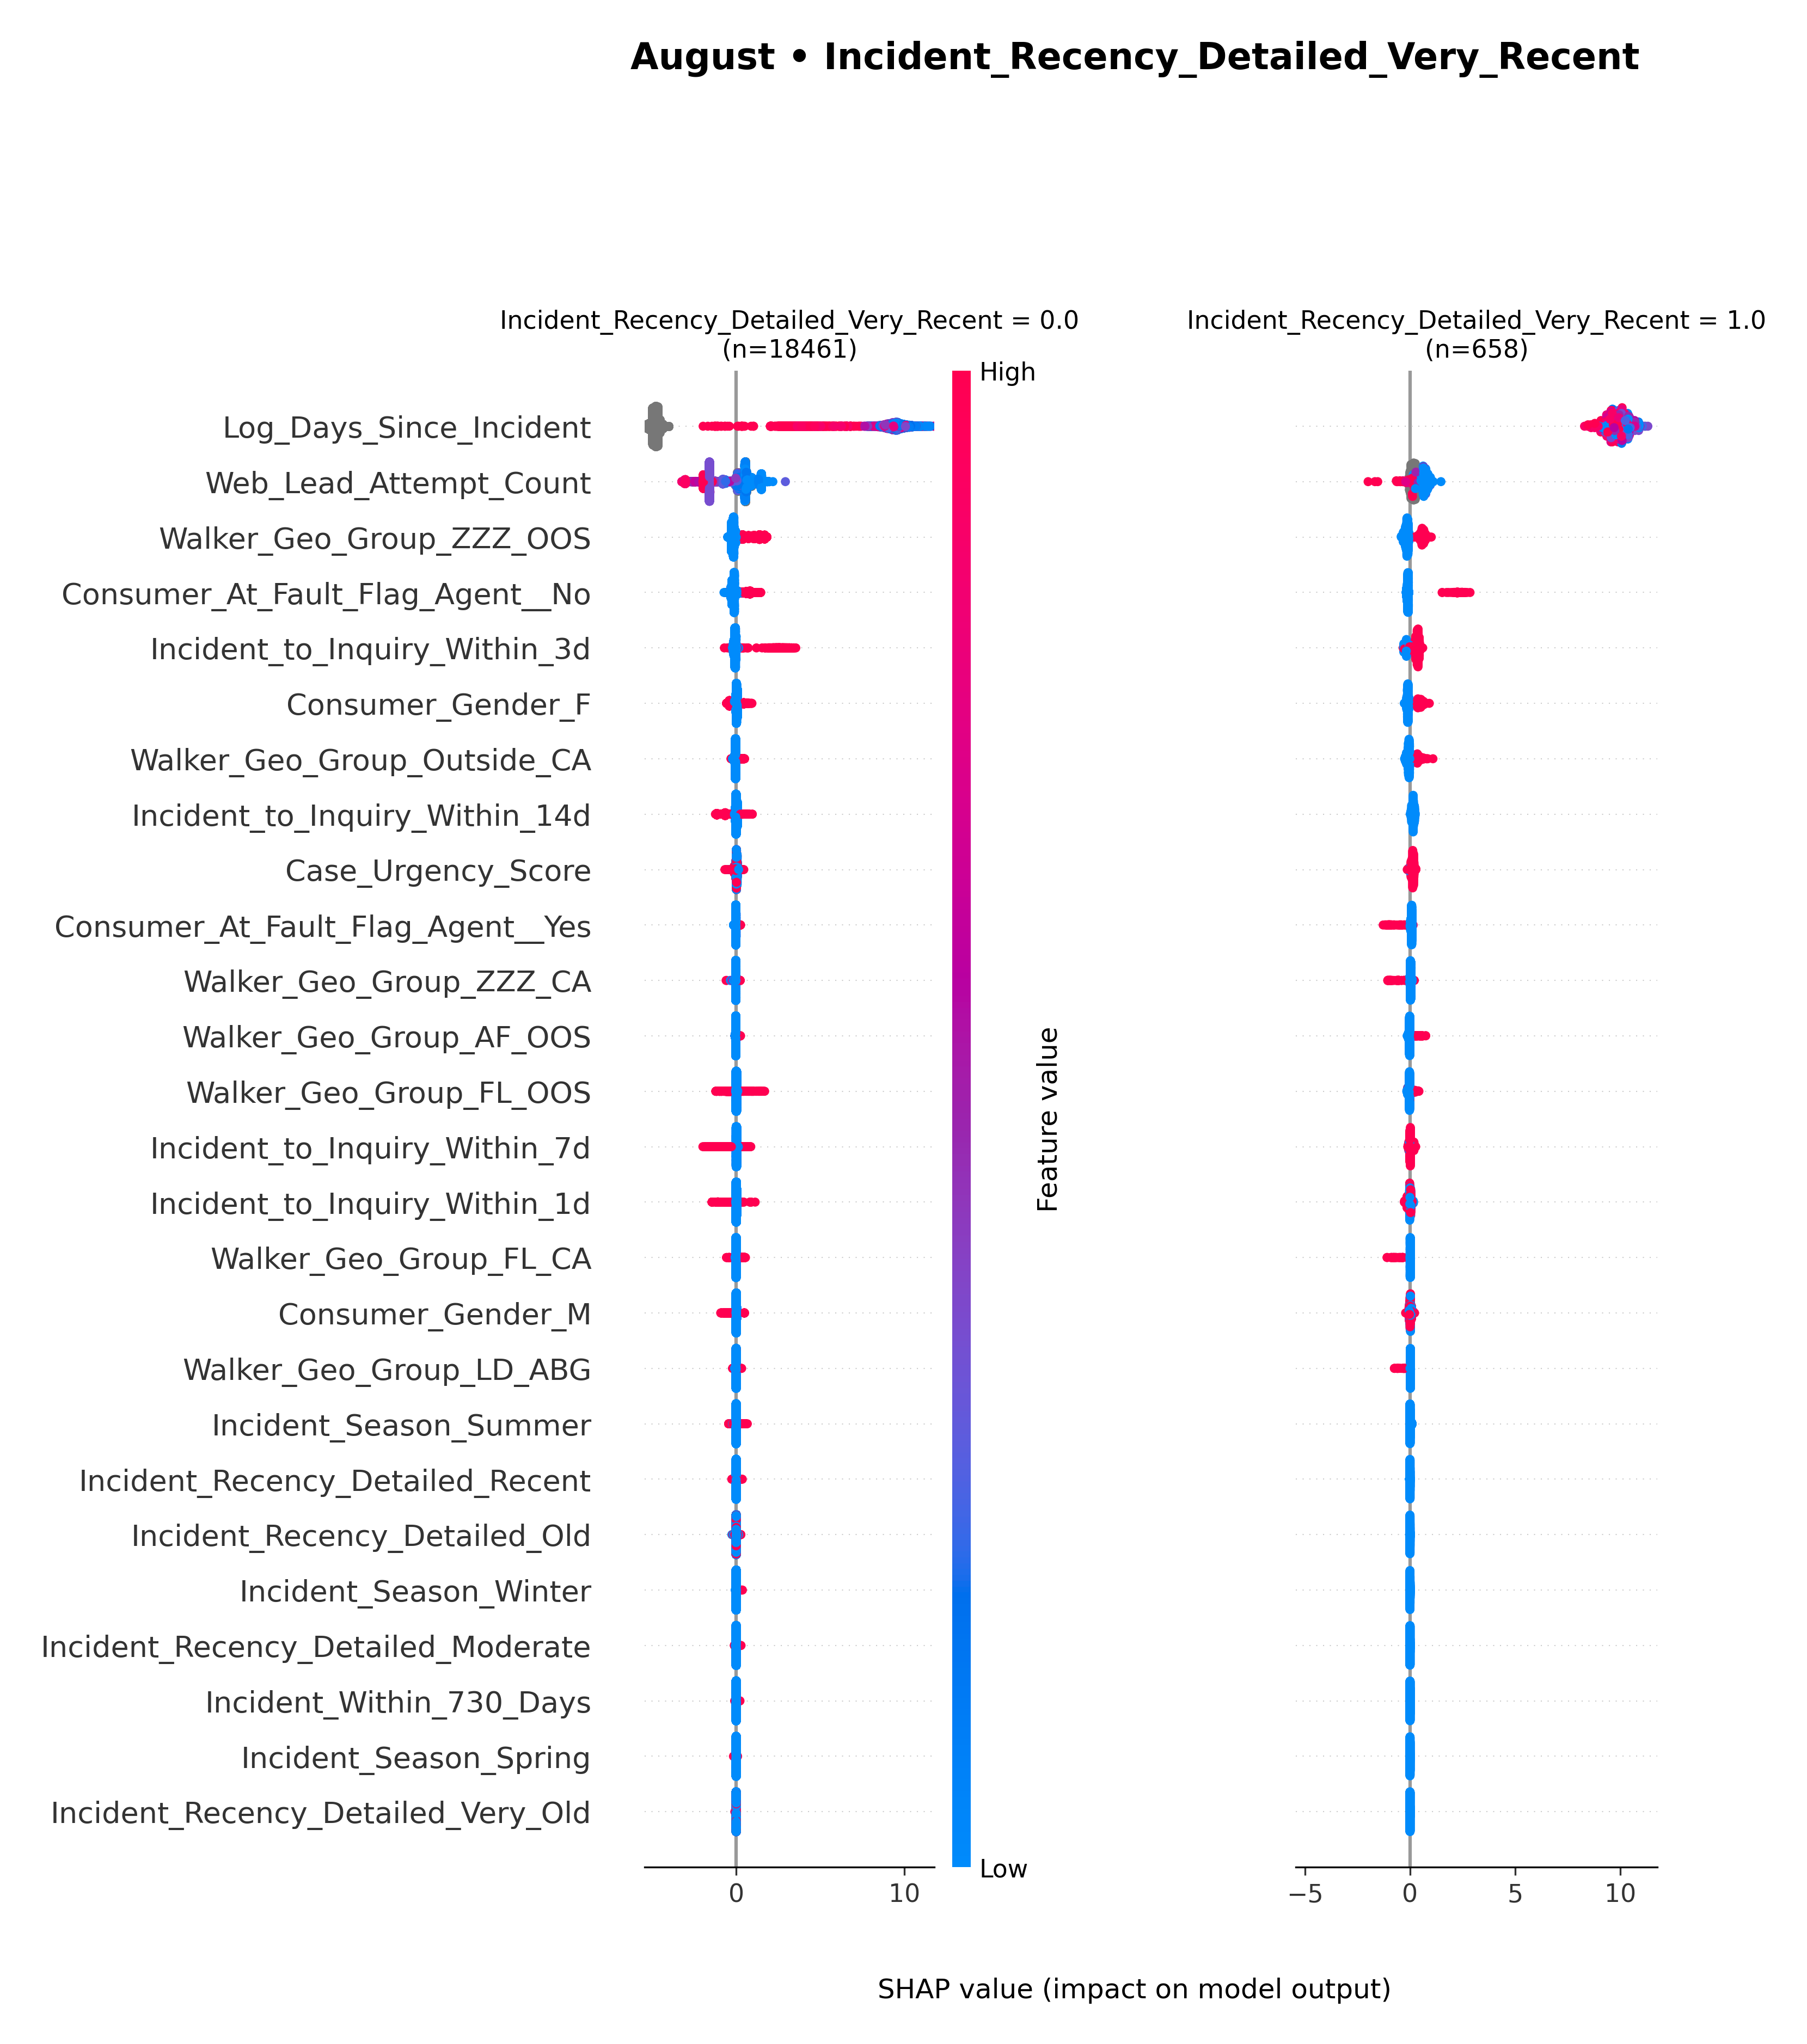 August • Incident_Recency_Detailed_Very_Recent
Incident_Recency_Detailed_Very_Recent = 0.0
(n=18461)
Incident_Recency_Detailed_Very_Recent = 1.0
(n=658)
High
Log_Days_Since_Incident
Web_Lead_Attempt_Count
Walker_Geo_Group_ZZZ_OOS
Consumer_At_Fault_Flag_Agent__No
Incident_to_Inquiry_Within_3d
Consumer_Gender_F
Walker_Geo_Group_Outside_CA
Incident_to_Inquiry_Within_14d
Case_Urgency_Score
Consumer_At_Fault_Flag_Agent__Yes
Walker_Geo_Group_ZZZ_CA
Walker_Geo_Group_AF_OOS
Walker_Geo_Group_FL_OOS
Incident_to_Inquiry_Within_7d
Incident_to_Inquiry_Within_1d
Walker_Geo_Group_FL_CA
Consumer_Gender_M
Walker_Geo_Group_LD_ABG
Incident_Season_Summer
Incident_Recency_Detailed_Recent
Incident_Recency_Detailed_Old
Incident_Season_Winter
Incident_Recency_Detailed_Moderate
Incident_Within_730_Days
Incident_Season_Spring
Incident_Recency_Detailed_Very_Old
Feature value
Low
0 10
−5 0 5 10
SHAP value (impact on model output)